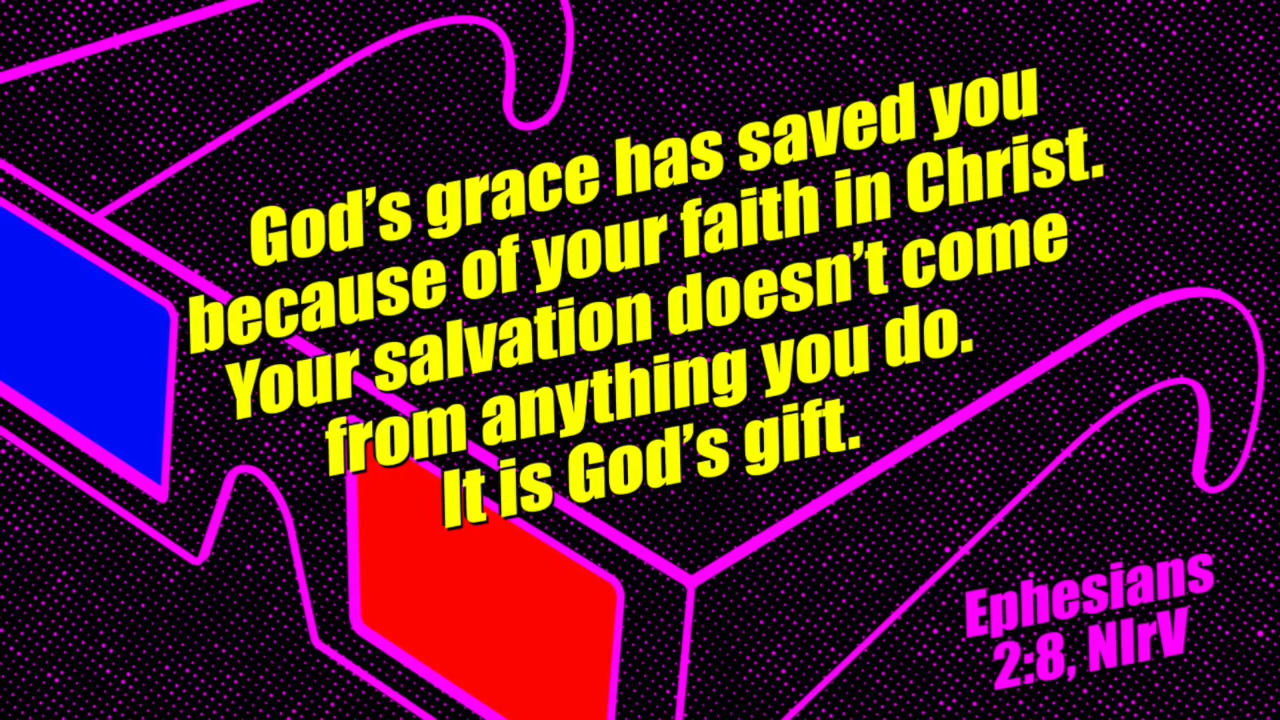 God’s grace has saved you
because of your faith in Christ.
Your salvation doesn’t come
from anything you do.
It is God’s gift.
Ephesians
2:8, NIrV